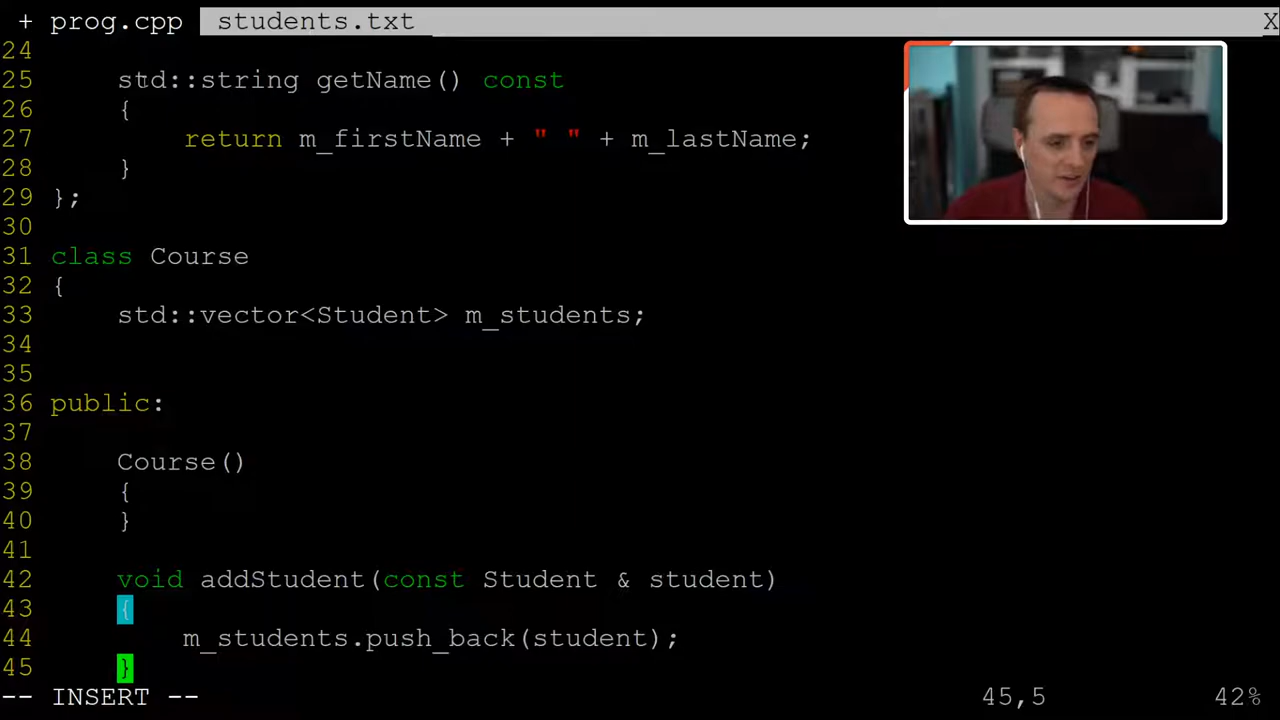 + prog.cpp students.txt X
24
25 std::string getName() const
26 {
27 return m_firstName + " " + m_lastName;
28 }
29 };
30
31 class Course
32 {
33 std::vector<Student> m_students;
34
35
36 public:
37
38 Course()
39 {
40 }
41
42 void addStudent(const Student & student)
43 {
44 m_students.push_back(student);
45 }
-- INSERT -- 45,5 42%